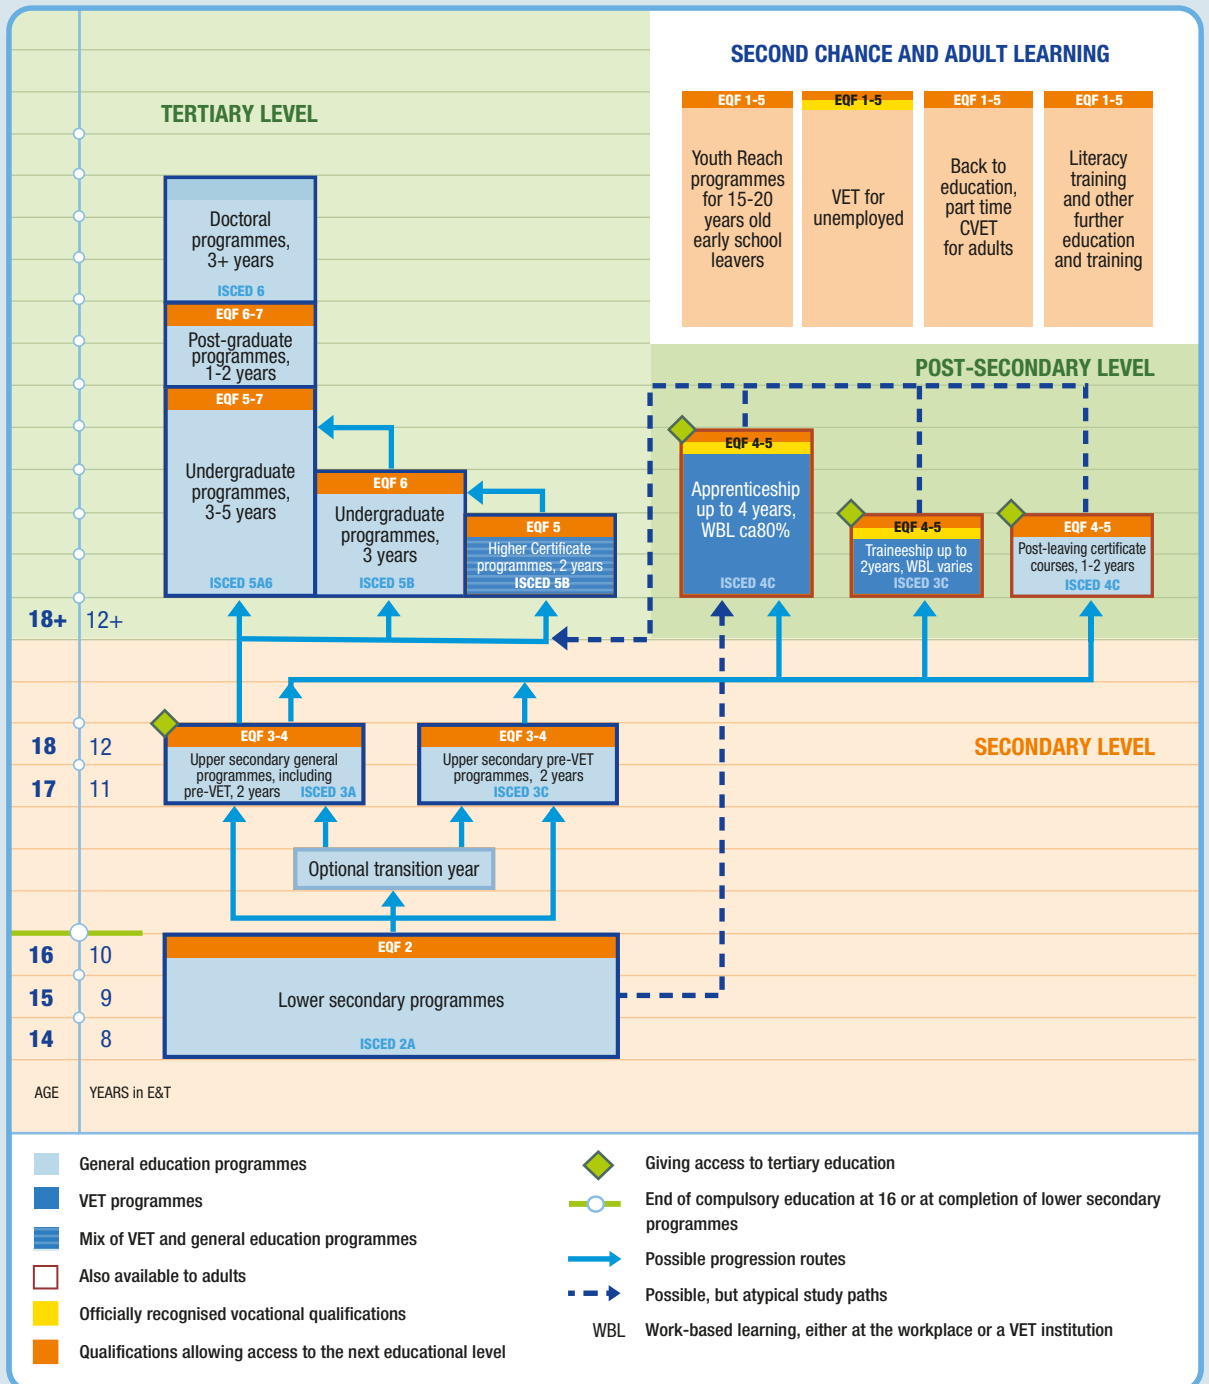 SECOND CHANCE AND ADULT LEARNING
EQF 1-5
Youth Reach
programmes
for 15-20
years old
early school
leavers
EQF 1-5
VET for
unemployed
EQF 1-5
Back to
education,
part time
CVET
for adults
EQF 1-5
Literacy
training
and other
further
education
and training
TERTIARY LEVEL
Doctoral
programmes,
3+ years
ISCED 6
EQF 6-7
Post-graduate
programmes,
1-2 years
EQF 5-7
Undergraduate
programmes,
3-5 years
ISCED 5A6
EQF 6
Undergraduate
programmes,
3 years
ISCED 5B
EQF 5
Higher Certificate
programmes, 2 years
ISCED 5B
POST-SECONDARY LEVEL
EQF 4-5
Apprenticeship
up to 4 years,
WBL ca80%
ISCED 4C
EQF 4-5
Traineeship up to
2years, WBL varies
ISCED 3C
EQF 4-5
Post-leaving certificate
courses, 1-2 years
ISCED 4C
18+ 12+
SECONDARY LEVEL
18 12
17 11
EQF 3-4
Upper secondary general
programmes, including
pre-VET, 2 years ISCED 3A
EQF 3-4
Upper secondary pre-VET
programmes, 2 years
ISCED 3C
Optional transition year
16 10
15 9
14 8
EQF 2
Lower secondary programmes
ISCED 2A
AGE YEARS in E&T
General education programmes
VET programmes
Mix of VET and general education programmes
Also available to adults
Officially recognised vocational qualifications
Qualifications allowing access to the next educational level
Giving access to tertiary education
End of compulsory education at 16 or at completion of lower secondary
programmes
Possible progression routes
Possible, but atypical study paths
WBL Work-based learning, either at the workplace or a VET institution